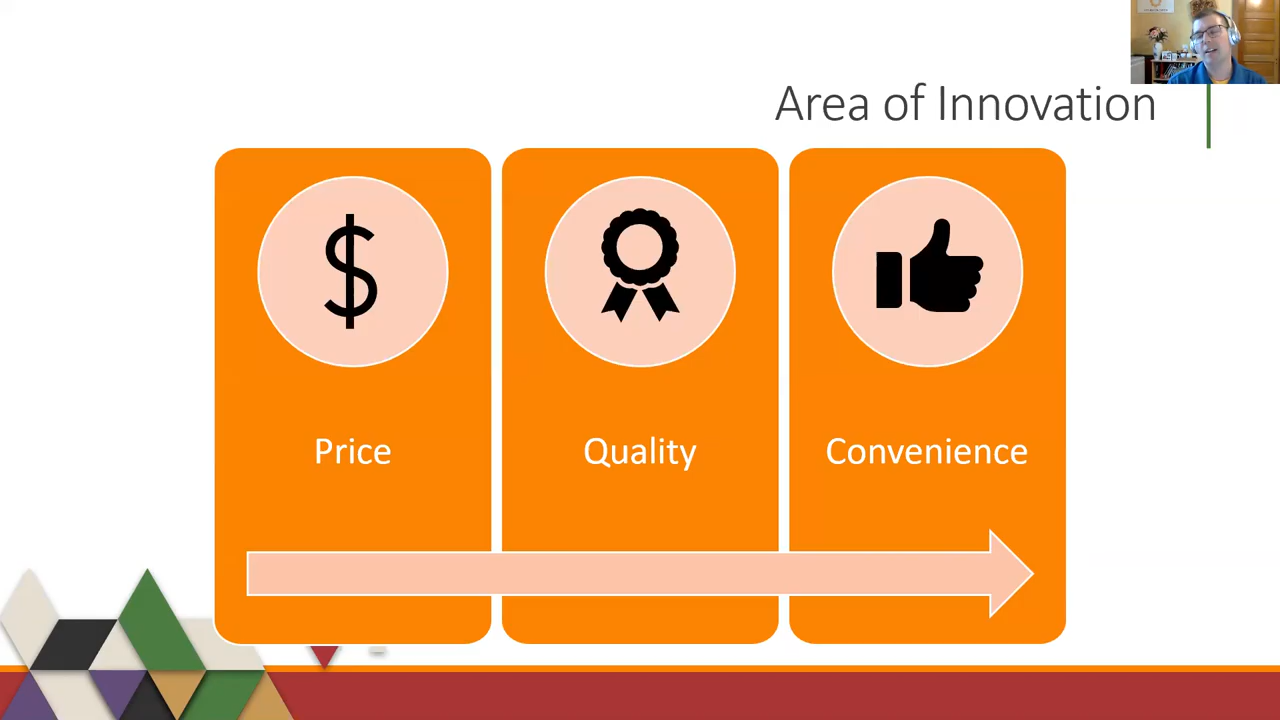 Area of Innovation
Price
Quality
Convenience